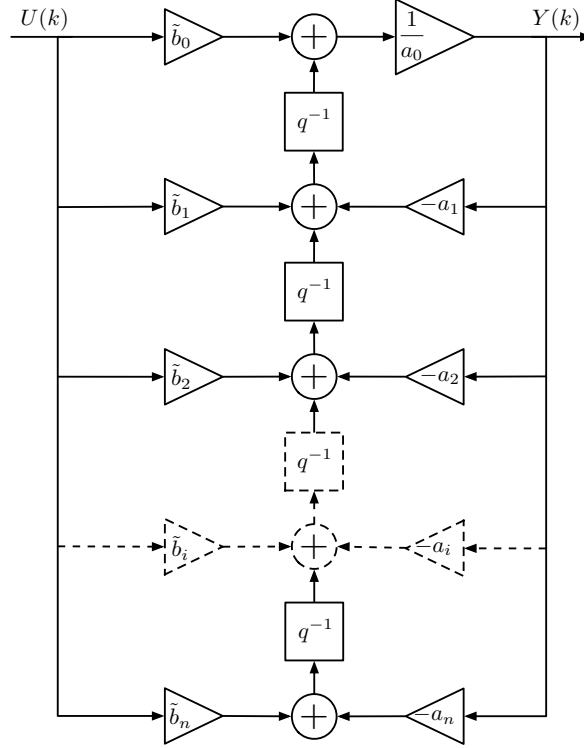 U(k) Y(k)
b̃₀ + 1/a₀
q⁻¹
b̃₁ + −a₁
q⁻¹
b̃₂ + −a₂
q⁻¹
b̃ᵢ + −aᵢ
q⁻¹
b̃ₙ + −aₙ